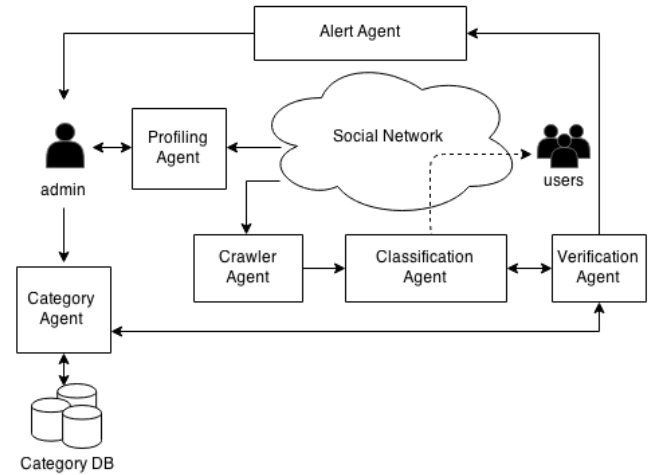 Alert Agent
Profiling
Agent
Social Network
admin
users
Crawler
Agent
Classification
Agent
Verification
Agent
Category
Agent
Category DB